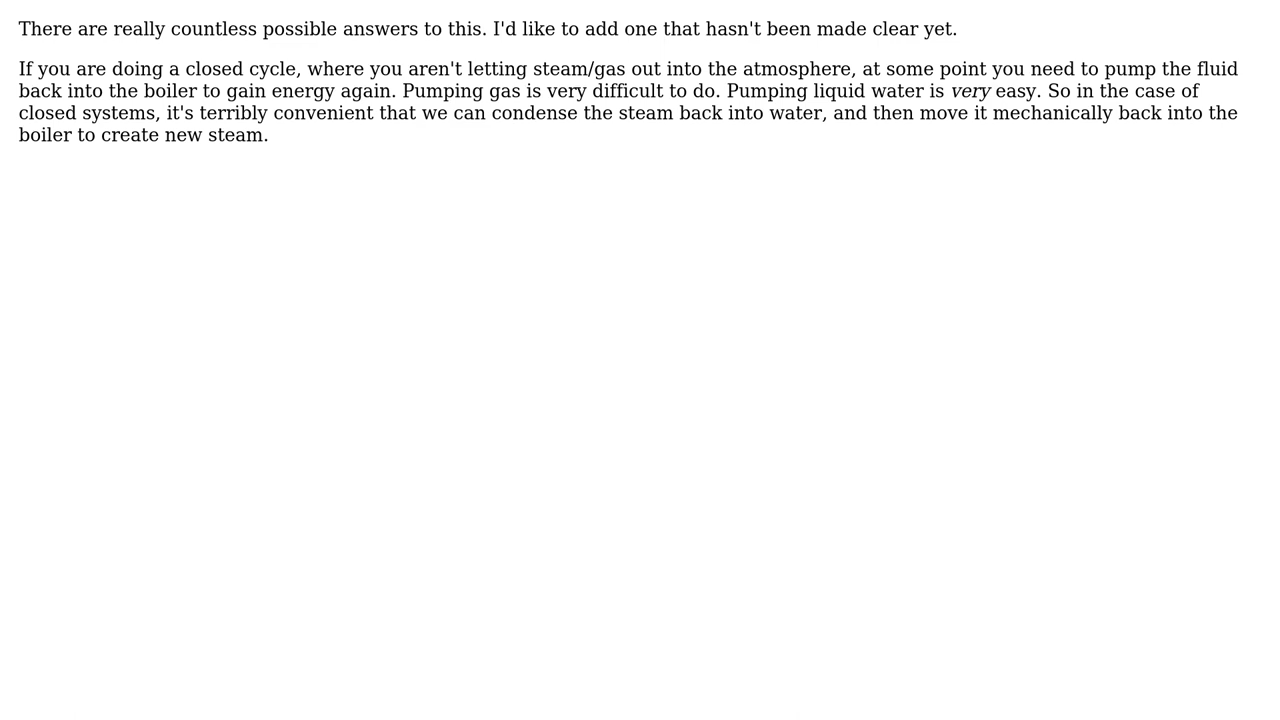 There are really countless possible answers to this. I'd like to add one that hasn't been made clear yet.
If you are doing a closed cycle, where you aren't letting steam/gas out into the atmosphere, at some point you need to pump the fluid
back into the boiler to gain energy again. Pumping gas is very difficult to do. Pumping liquid water is very easy. So in the case of
closed systems, it's terribly convenient that we can condense the steam back into water, and then move it mechanically back into the
boiler to create new steam.